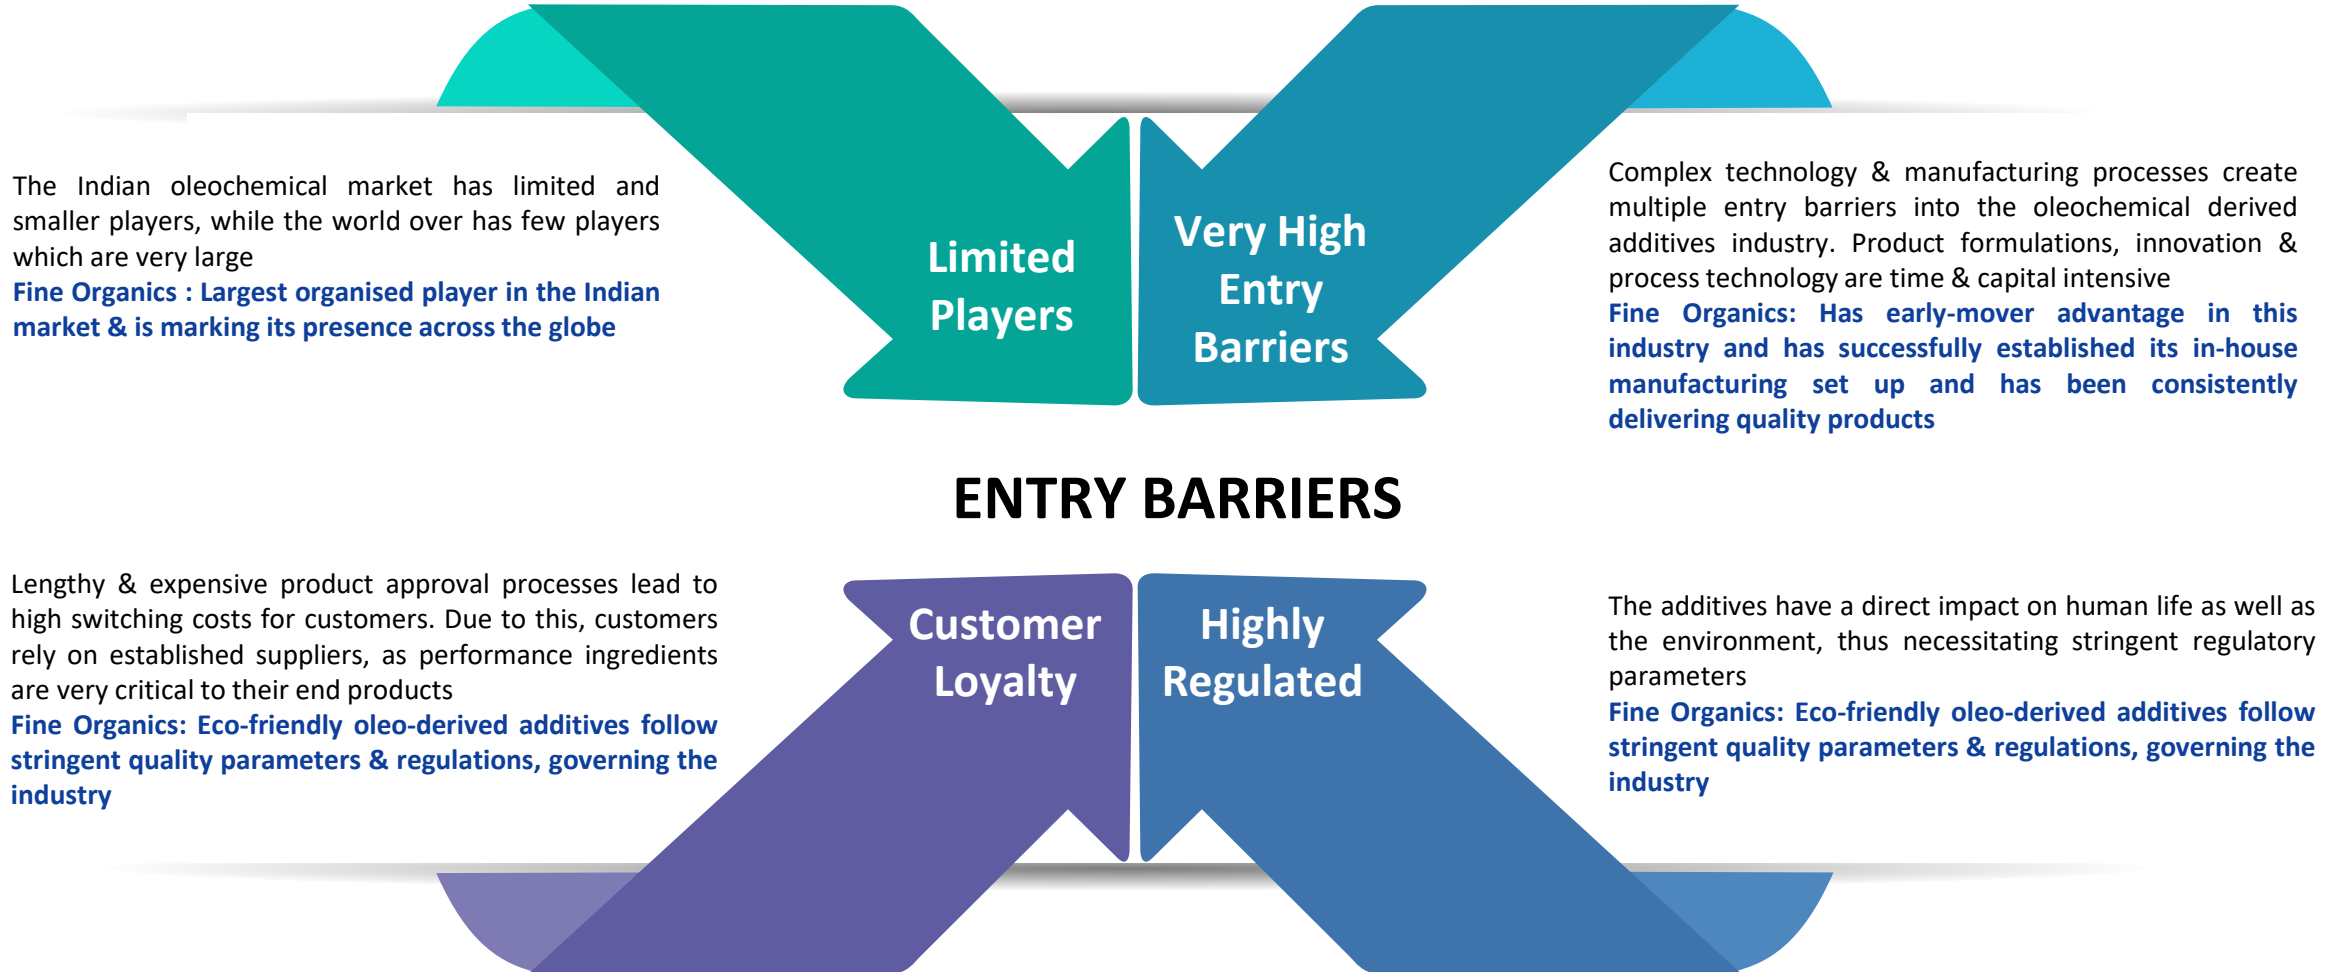 The Indian oleochemical market has limited and
smaller players, while the world over has few players
which are very large
Fine Organics : Largest organised player in the Indian
market & is marking its presence across the globe
Limited
Players
Very High
Entry
Barriers
Complex technology & manufacturing processes create
multiple entry barriers into the oleochemical derived
additives industry. Product formulations, innovation &
process technology are time & capital intensive
Fine Organics: Has early-mover advantage in this
industry and has successfully established its in-house
manufacturing set up and has been consistently
delivering quality products
ENTRY BARRIERS
Lengthy & expensive product approval processes lead to
high switching costs for customers. Due to this, customers
rely on established suppliers, as performance ingredients
are very critical to their end products
Fine Organics: Eco-friendly oleo-derived additives follow
stringent quality parameters & regulations, governing the
industry
Customer
Loyalty
Highly
Regulated
The additives have a direct impact on human life as well as
the environment, thus necessitating stringent regulatory
parameters
Fine Organics: Eco-friendly oleo-derived additives follow
stringent quality parameters & regulations, governing the
industry